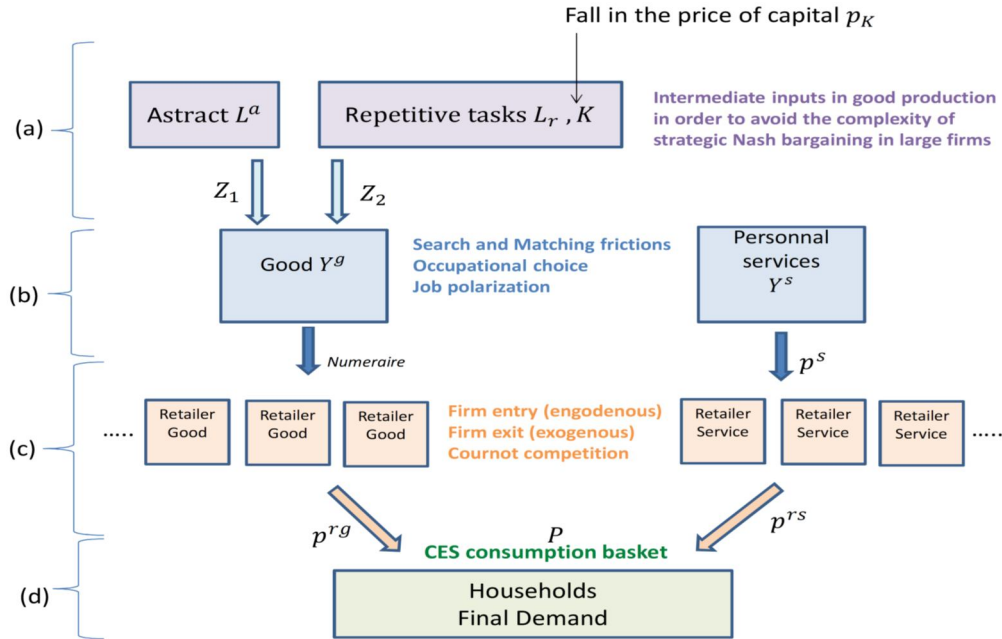 Fall in the price of capital p_K
(a)
Astract L^a
Repetitive tasks L_r , K
Intermediate inputs in good production
in order to avoid the complexity of
strategic Nash bargaining in large firms
Z_1
Z_2
(b)
Good Y^g
Search and Matching frictions
Occupational choice
Job polarization
Personnal
services
Y^s
Numeraire
p^s
(c)
.....
Retailer
Good
Retailer
Good
Retailer
Good
Firm entry (engodenous)
Firm exit (exogenous)
Cournot competition
Retailer
Service
Retailer
Service
Retailer
Service
.....
p^{rg}
P
p^{rs}
CES consumption basket
(d)
Households
Final Demand